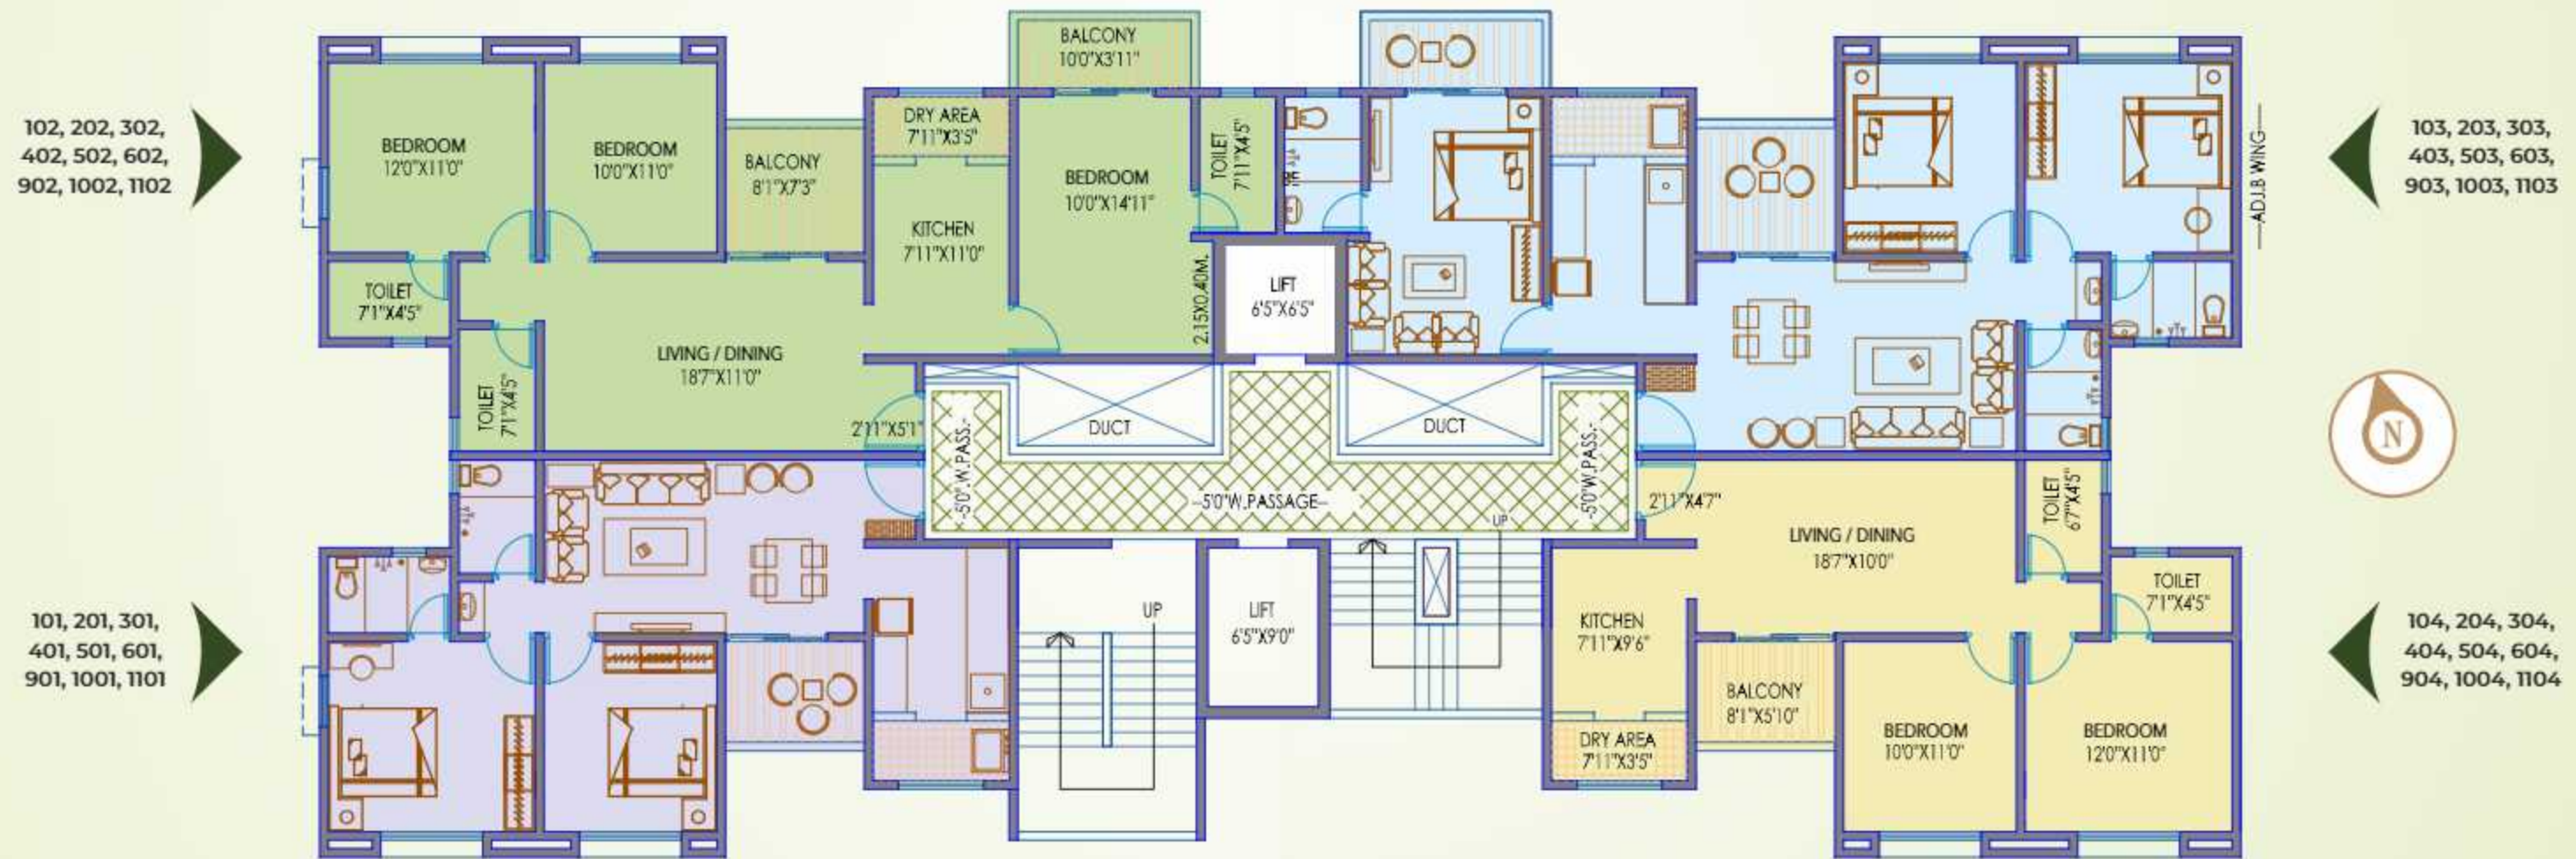 102, 202, 302,
402, 502, 602,
902, 1002, 1102
BEDROOM
12'0"X11'0"
BEDROOM
10'0"X11'0"
BALCONY
8'1"X7'3"
DRY AREA
7'11"X3'5"
KITCHEN
7'11"X11'0"
BALCONY
10'0"X3'11"
BEDROOM
10'0"X14'11"
TOILET
7'11"X4'5"
TOILET
7'1"X4'5"
TOILET
7'1"X4'5"
LIVING / DINING
18'7"X11'0"
2'11"X5'1"
2.15X0.40M.
LIFT
6'5"X6'5"
DUCT
DUCT
-5'0".W.PASS.-
--5'0"W.PASSAGE--
-5'0"W.PASS.-
103, 203, 303,
403, 503, 603,
903, 1003, 1103
ADJ.B WING
N
101, 201, 301,
401, 501, 601,
901, 1001, 1101
UP
LIFT
6'5"X9'0"
UP
2'11"X4'7"
LIVING / DINING
18'7"X10'0"
TOILET
6'7"X4'5"
TOILET
7'1"X4'5"
KITCHEN
7'11"X9'6"
BALCONY
8'1"X5'10"
DRY AREA
7'11"X3'5"
BEDROOM
10'0"X11'0"
BEDROOM
12'0"X11'0"
104, 204, 304,
404, 504, 604,
904, 1004, 1104